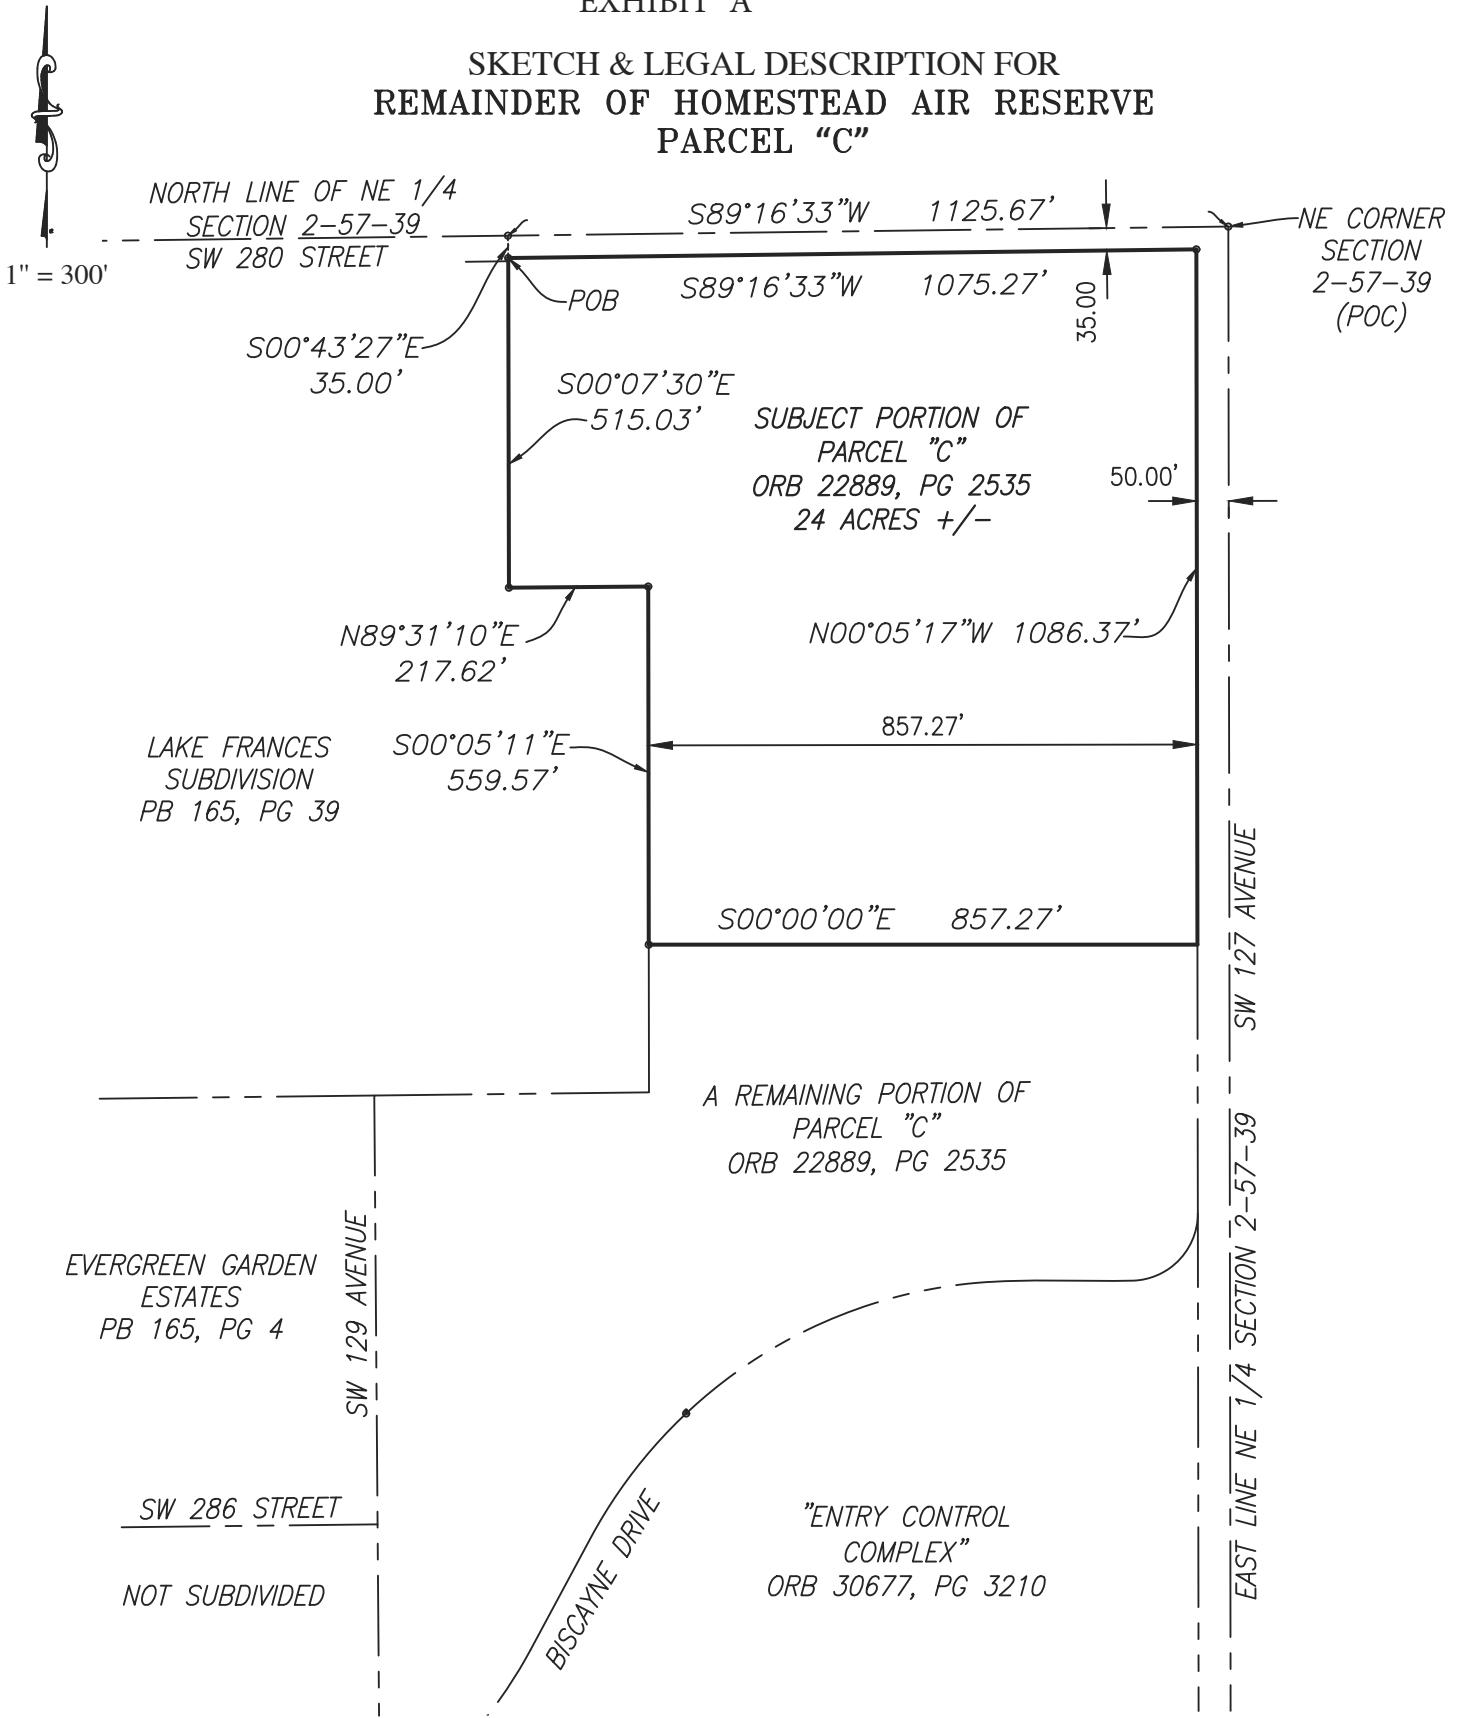 EXHIBIT "A"
SKETCH & LEGAL DESCRIPTION FOR
REMAINDER OF HOMESTEAD AIR RESERVE
PARCEL “C”
1" = 300'
NORTH LINE OF NE 1/4
SECTION 2-57-39
SW 280 STREET
S89°16'33"W 1125.67'
S89°16'33"W 1075.27'
35.00
NE CORNER
SECTION
2-57-39
(POC)
POB
S00°43'27"E
35.00'
S00°07'30"E
515.03'
SUBJECT PORTION OF
PARCEL "C"
ORB 22889, PG 2535
24 ACRES +/-
50.00'
N89°31'10"E
217.62'
N00°05'17"W 1086.37'
857.27'
LAKE FRANCES
SUBDIVISION
PB 165, PG 39
S00°05'11"E
559.57'
S00°00'00"E 857.27'
SW 127 AVENUE
A REMAINING PORTION OF
PARCEL "C"
ORB 22889, PG 2535
EAST LINE NE 1/4 SECTION 2-57-39
EVERGREEN GARDEN
ESTATES
PB 165, PG 4
SW 129 AVENUE
SW 286 STREET
NOT SUBDIVIDED
BISCAYNE DRIVE
"ENTRY CONTROL
COMPLEX"
ORB 30677, PG 3210